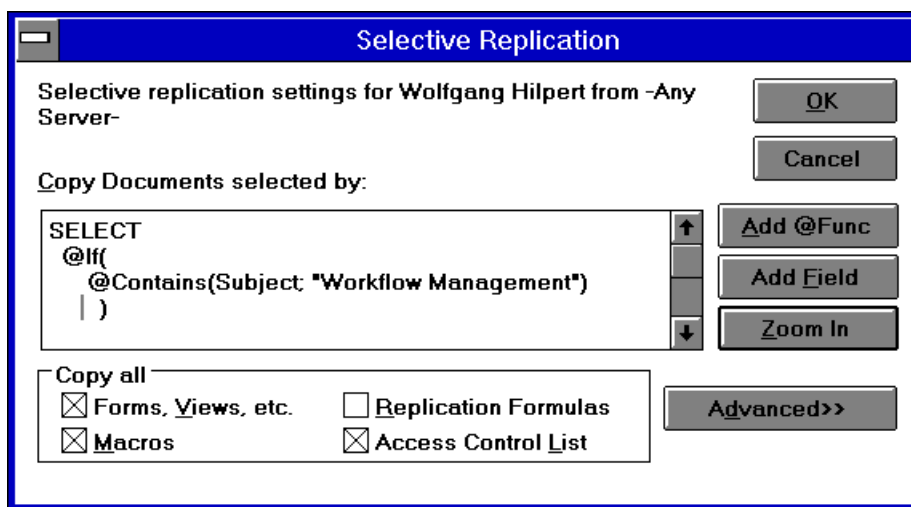 Selective Replication
Selective replication settings for Wolfgang Hilpert from -Any
Server-
OK
Cancel
Copy Documents selected by:
SELECT
@If(
@Contains(Subject; "Workflow Management")
)
Add @Func
Add Field
Zoom In
Copy all
Forms, Views, etc.
Replication Formulas
Macros
Access Control List
Advanced>>